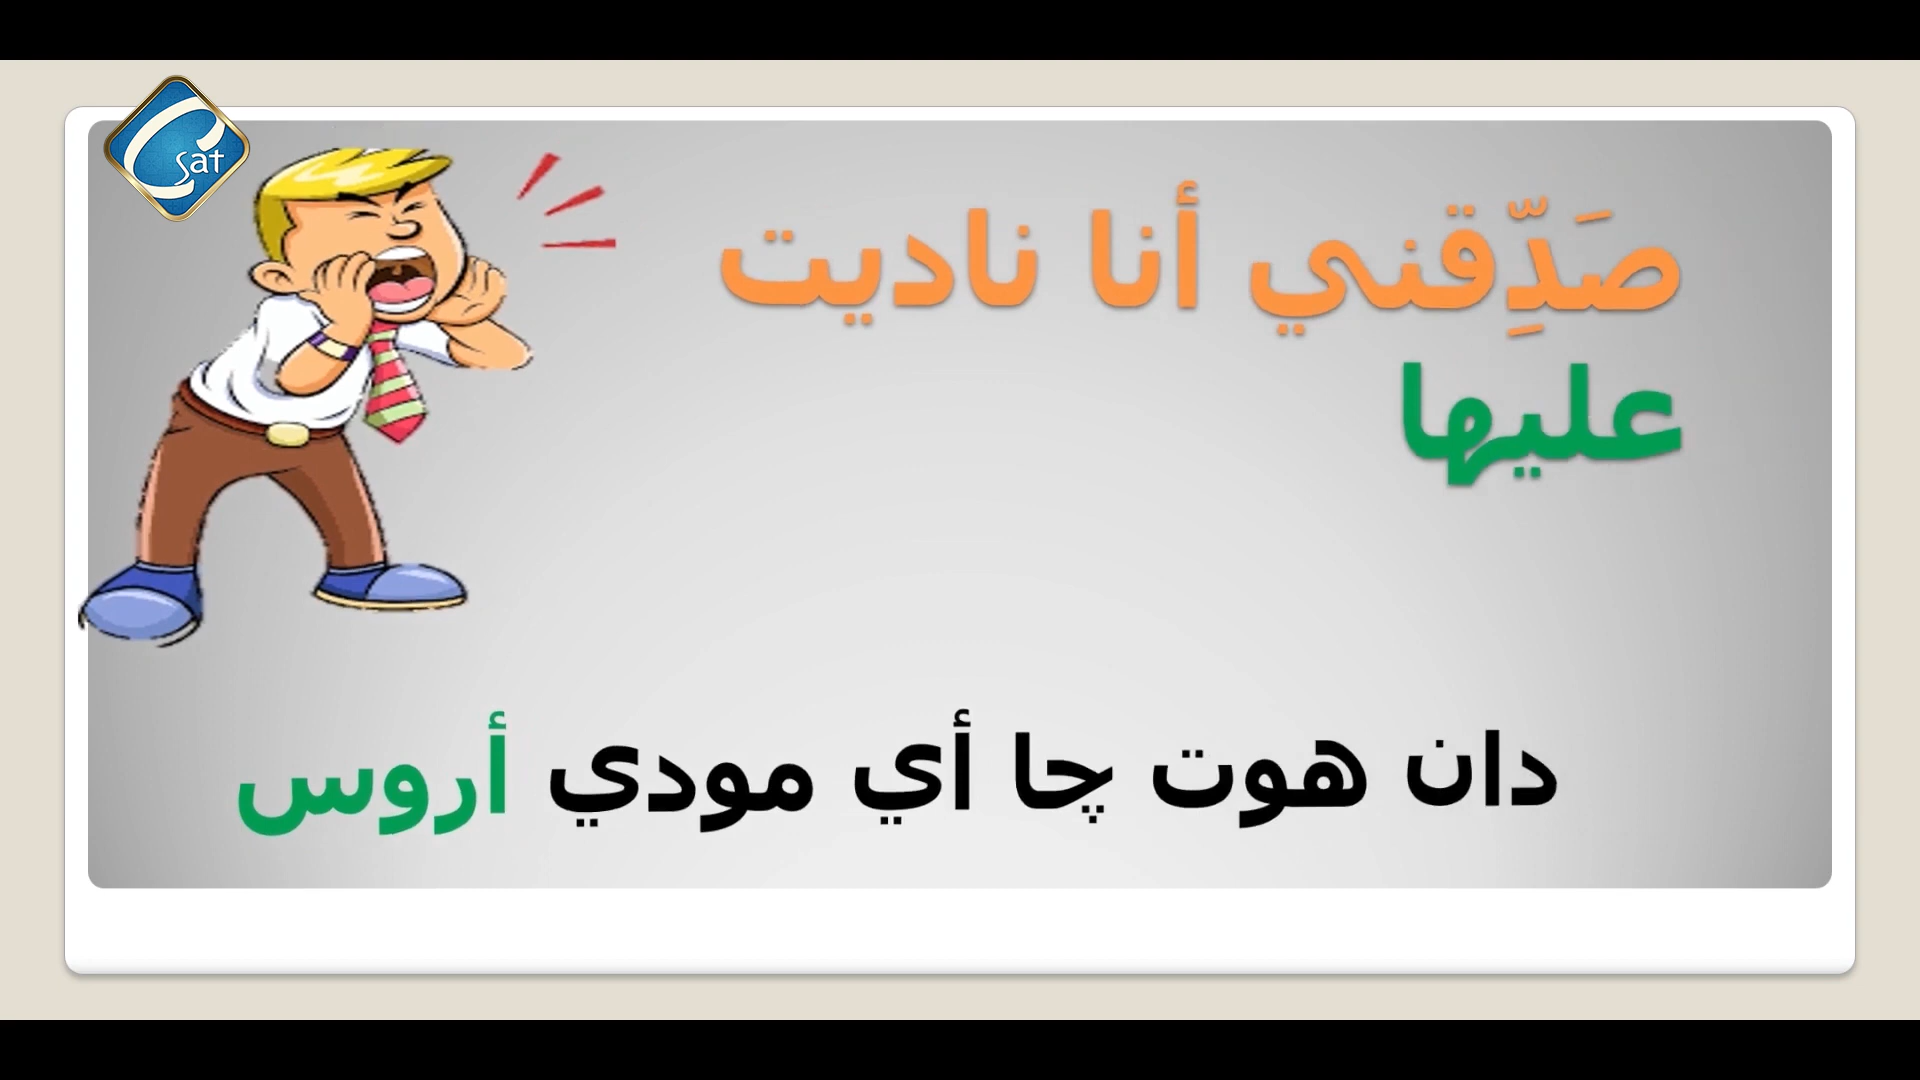 C sat
صَدِّقني أنا ناديت
عليها
دان هوت چا أي مودي أروس